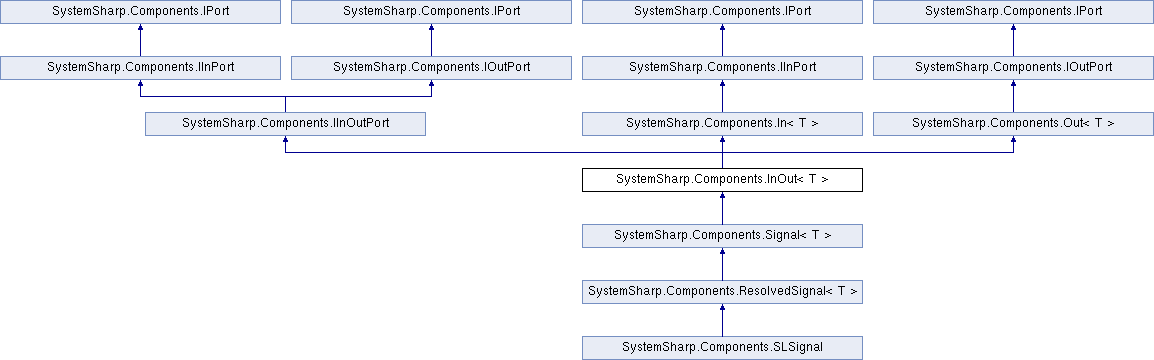 SystemSharp.Components.IPort
SystemSharp.Components.IPort
SystemSharp.Components.IPort
SystemSharp.Components.IPort
SystemSharp.Components.IInPort
SystemSharp.Components.IOutPort
SystemSharp.Components.IInPort
SystemSharp.Components.IOutPort
SystemSharp.Components.IInOutPort
SystemSharp.Components.In< T >
SystemSharp.Components.Out< T >
SystemSharp.Components.InOut< T >
SystemSharp.Components.Signal< T >
SystemSharp.Components.ResolvedSignal< T >
SystemSharp.Components.SLSignal